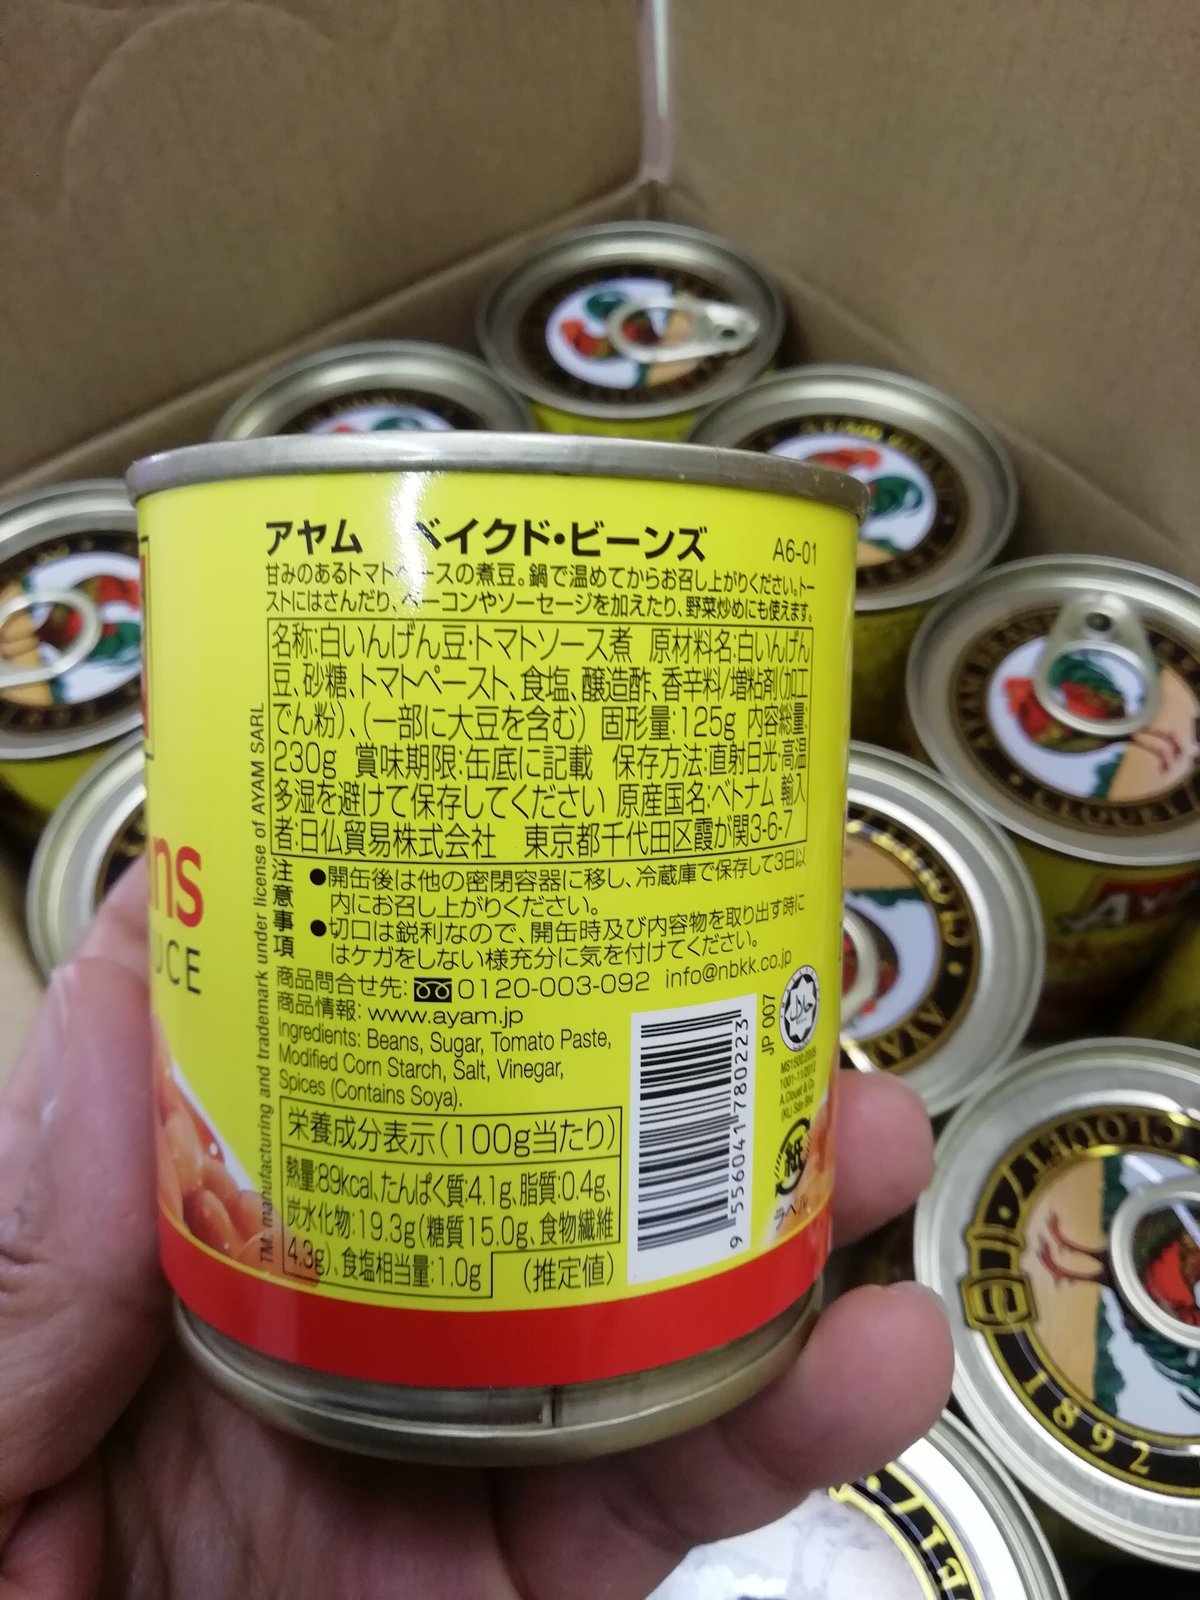 アヤム ベイクド・ビーンズ A6-01
甘みのあるトマトベースの煮豆。鍋で温めてからお召し上がりください。トー
ストにはさんだり、ベーコンやソーセージを加えたり、野菜炒めにも使えます。
名称:白いんげん豆・トマトソース煮 原材料名:白いんげん
豆、砂糖、トマトペースト、食塩、醸造酢、香辛料/増粘剤(加工
でん粉)、(一部に大豆を含む) 固形量:125g 内容総量:
230g 賞味期限:缶底に記載 保存方法:直射日光・高温
多湿を避けて保存してください 原産国名:ベトナム 輸入
者:日仏貿易株式会社 東京都千代田区霞が関3-6-7
注意事項
●開缶後は他の密閉容器に移し、冷蔵庫で保存して3日以
内にお召し上がりください。
●切口は鋭利なので、開缶時及び内容物を取り出す時に
はケガをしない様充分に気を付けてください。
商品問合せ先: 0120-003-092 info@nbkk.co.jp
商品情報: www.ayam.jp
Ingredients: Beans, Sugar, Tomato Paste,
Modified Corn Starch, Salt, Vinegar,
Spices (Contains Soya).
栄養成分表示(100g当たり)
熱量:89kcal、たんぱく質:4.1g、脂質:0.4g、
炭水化物:19.3g(糖質15.0g、食物繊維
4.3g)、食塩相当量:1.0g (推定値)
TM: manufacturing and trademark under license of AYAM SARL
9 556041 780223
JP 007
MS1500:2009
紙
ラベル
ns
UCE
1892